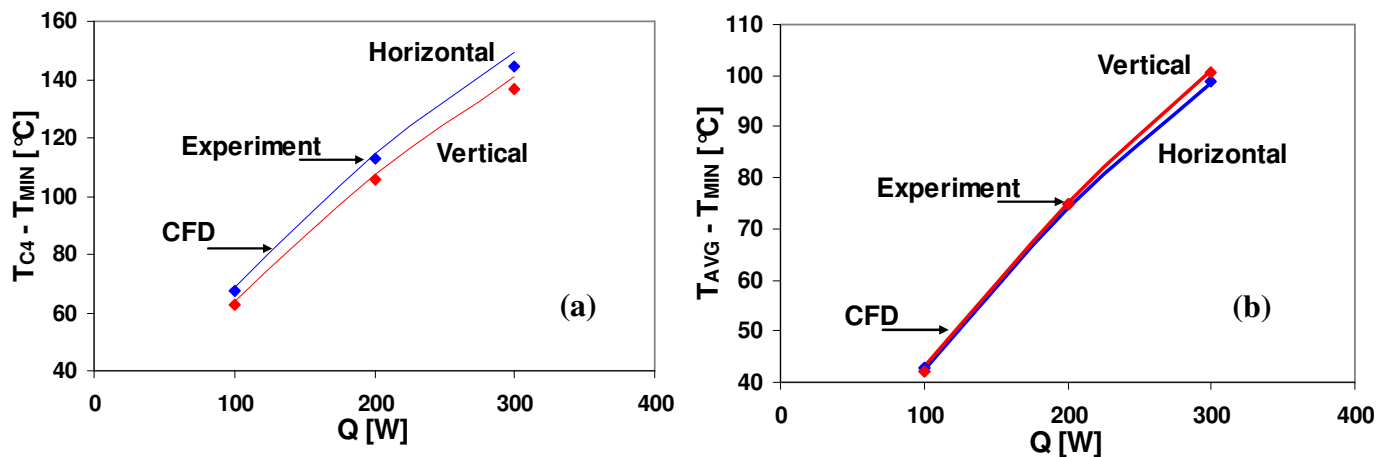 160
140
120
100
80
60
40
TC4 - TMIN [°C]
Horizontal
Experiment
Vertical
CFD
(a)
0
100
200
300
400
Q [W]
110
100
90
80
70
60
50
40
TAVG - TMIN [°C]
Vertical
Horizontal
Experiment
CFD
(b)
0
100
200
300
400
Q [W]